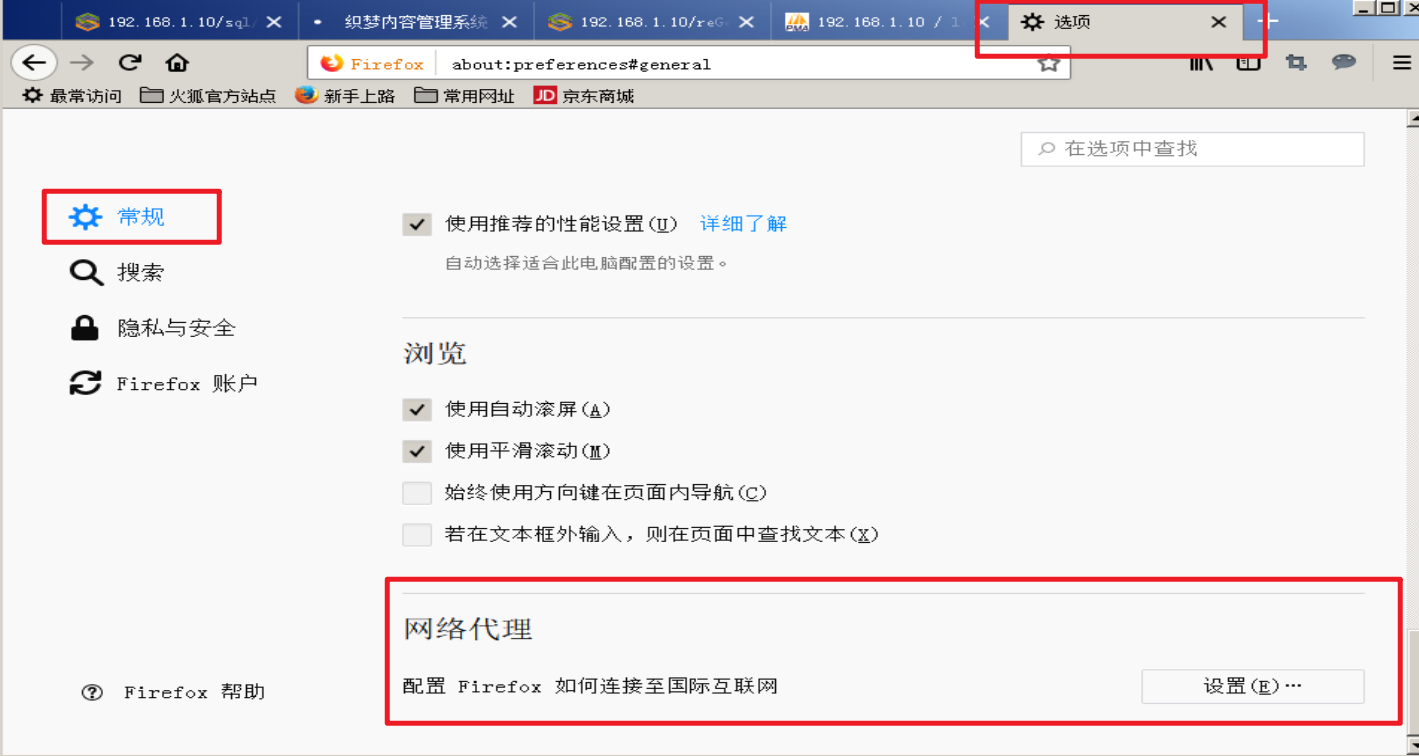 192.168.1.10/sql/
织梦内容管理系统
192.168.1.10/reG
192.168.1.10 / l
选项
Firefox
about:preferences#general
最常访问
火狐官方站点
新手上路
常用网址
JD 京东商城
在选项中查找
常规
搜索
隐私与安全
Firefox 账户
Firefox 帮助
使用推荐的性能设置(U) 详细了解
自动选择适合此电脑配置的设置。
浏览
使用自动滚屏(A)
使用平滑滚动(M)
始终使用方向键在页面内导航(C)
若在文本框外输入，则在页面中查找文本(X)
网络代理
配置 Firefox 如何连接至国际互联网
设置(E)…